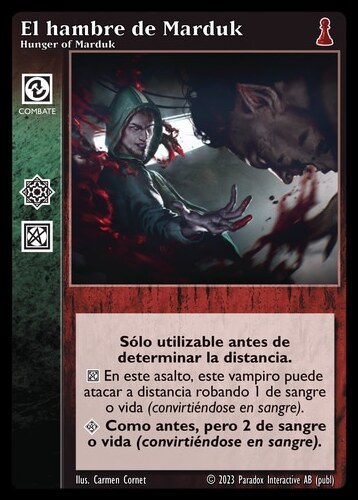 El hambre de Marduk
Hunger of Marduk
COMBATE
Sólo utilizable antes de
determinar la distancia.
En este asalto, este vampiro puede
atacar a distancia robando 1 de sangre
o vida (convirtiéndose en sangre).
Como antes, pero 2 de sangre
o vida (convirtiéndose en sangre).
Ilus. Carmen Cornet
© 2023 Paradox Interactive AB (publ)